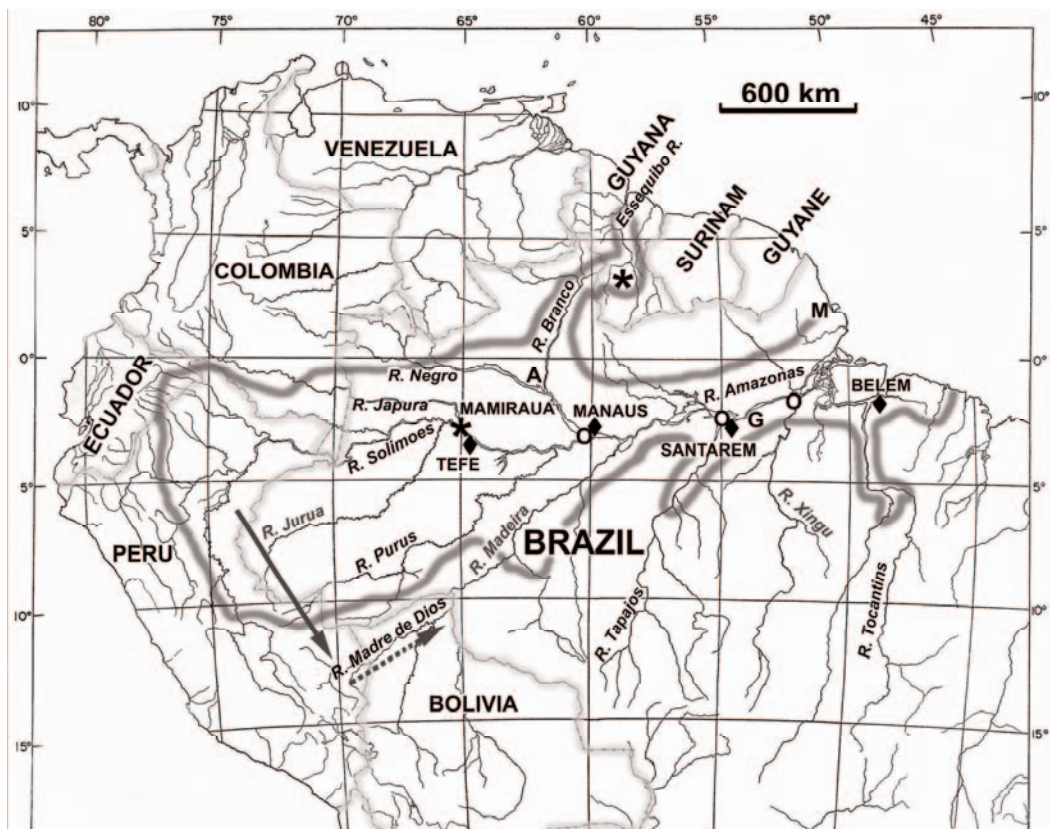 80° 75° 70° 65° 60° 55° 50° 45°
10° 10°
600 km
VENEZUELA
GUYANA
Essequibo R.
SURINAM
GUYANE
5° 5°
COLOMBIA
*
R. Branco
M
0° 0°
ECUADOR
R. Negro
A
R. Amazonas
BELEM
R. Japura
MAMIRAUA
MANAUS
*
O
O
O
G
R. Solimoes
TEFE
SANTAREM
5° 5°
R. Jurua
R. Xingu
PERU
R. Purus
R. Madeira
BRAZIL
10° 10°
R. Madre de Dios
R. Tapajos
R. Tocantins
BOLIVIA
15° 15°